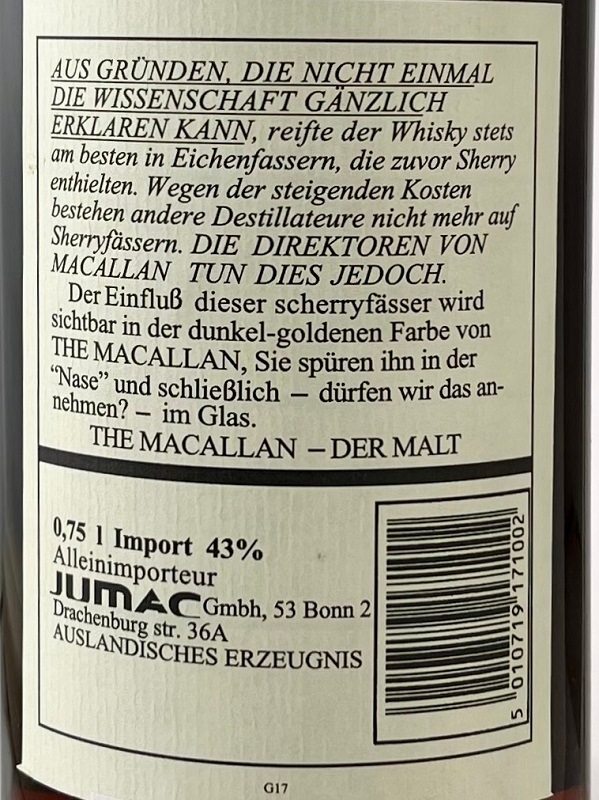 AUS GRÜNDEN, DIE NICHT EINMAL
DIE WISSENSCHAFT GÄNZLICH
ERKLAREN KANN, reifte der Whisky stets
am besten in Eichenfassern, die zuvor Sherry
enthielten. Wegen der steigenden Kosten
bestehen andere Destillateure nicht mehr auf
Sherryfässern. DIE DIREKTOREN VON
MACALLAN TUN DIES JEDOCH.
Der Einfluß dieser scherryfässer wird
sichtbar in der dunkel-goldenen Farbe von
THE MACALLAN, Sie spüren ihn in der
“Nase” und schließlich – dürfen wir das an-
nehmen? – im Glas.
THE MACALLAN – DER MALT
0,75 l Import 43%
Alleinimporteur
JUMAC Gmbh, 53 Bonn 2
Drachenburg str. 36A
AUSLANDISCHES ERZEUGNIS
5 010719 171002
G17